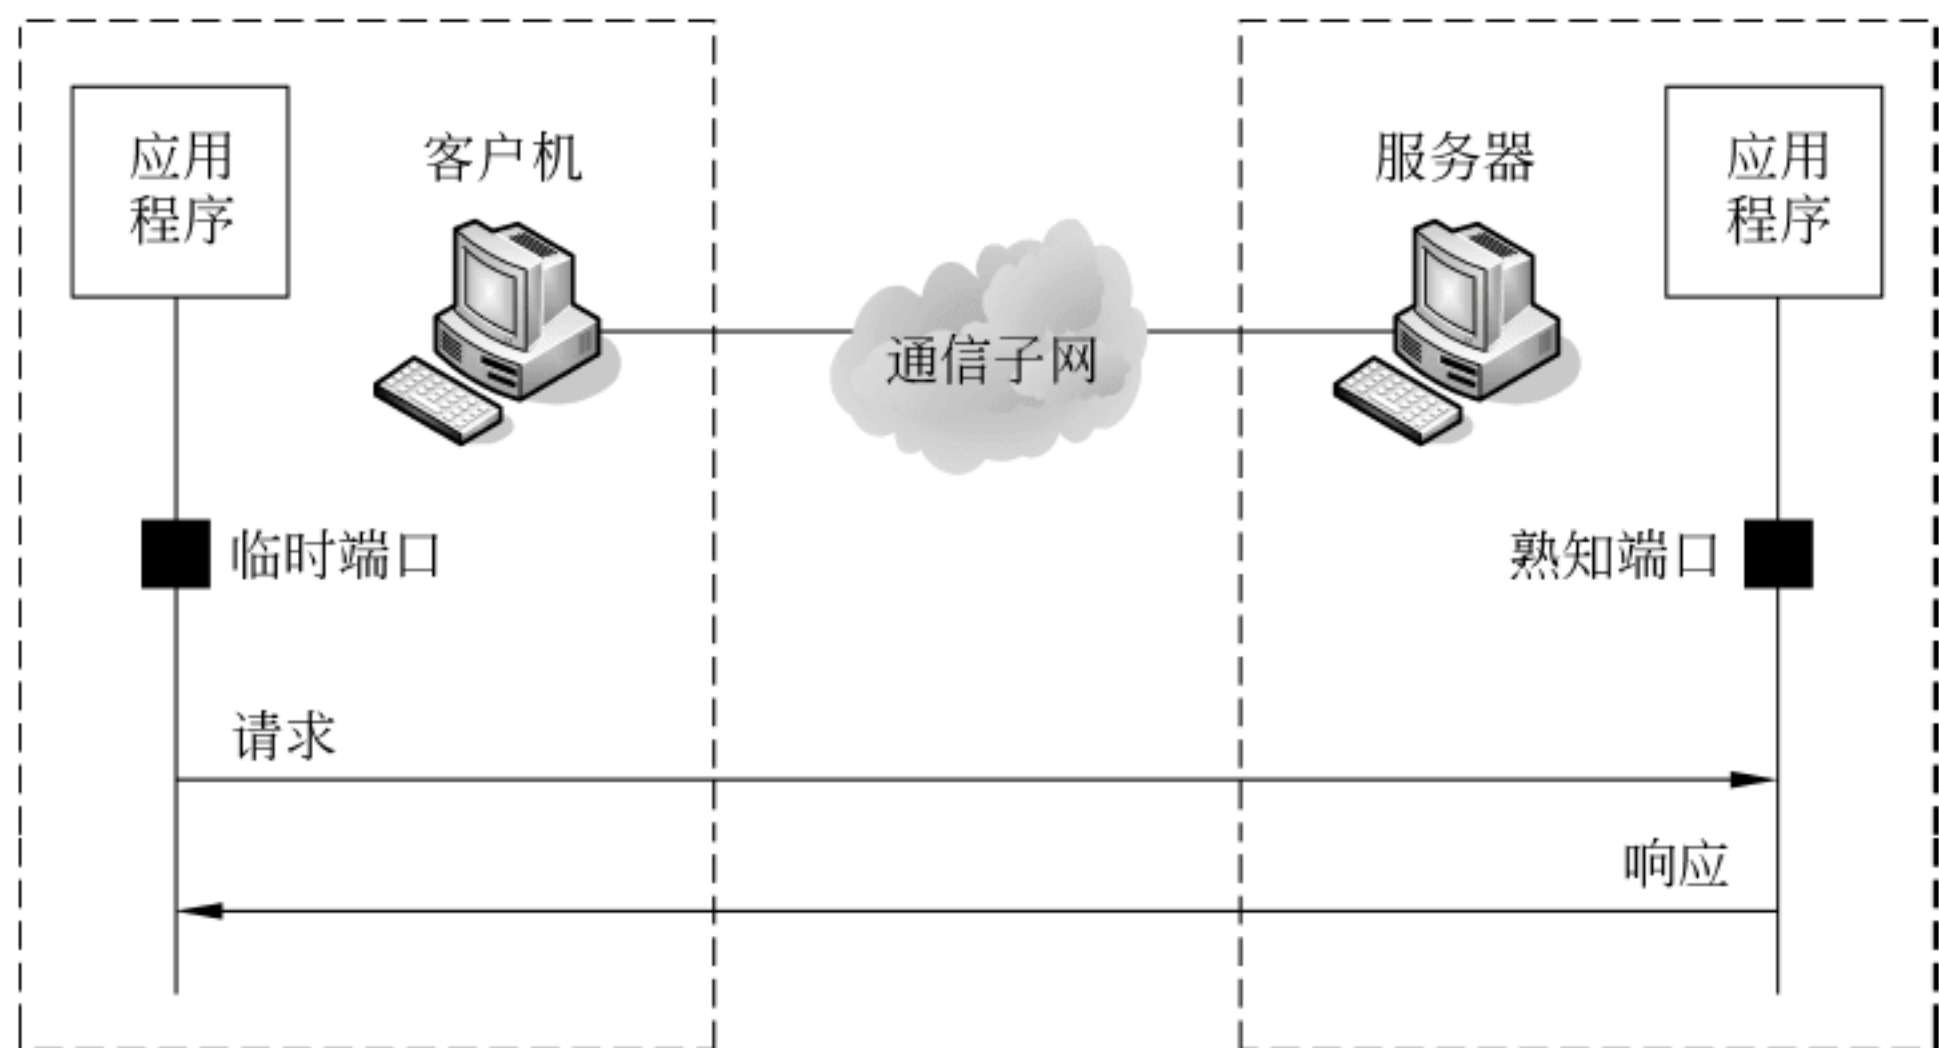 应用
程序
客户机
服务器
应用
程序
通信子网
临时端口
熟知端口
请求
响应